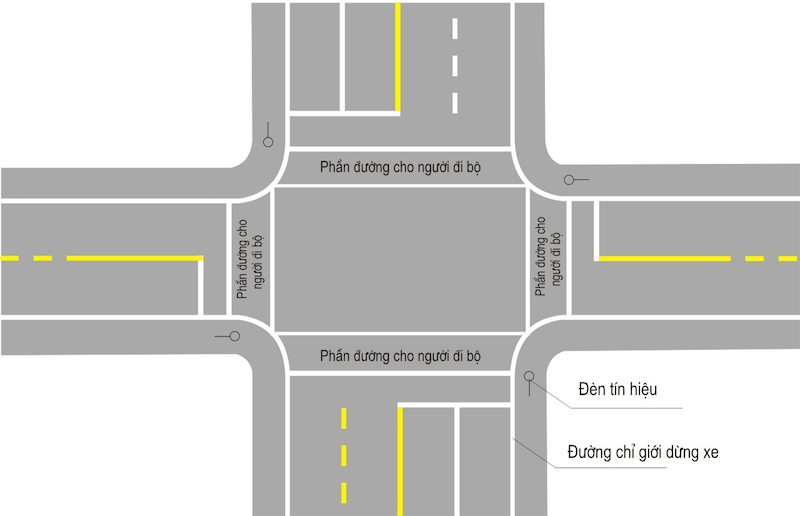 Phần đường cho người đi bộ
Phần đường cho
người đi bộ
Phần đường cho
người đi bộ
Phần đường cho người đi bộ
Đèn tín hiệu
Đường chỉ giới dừng xe